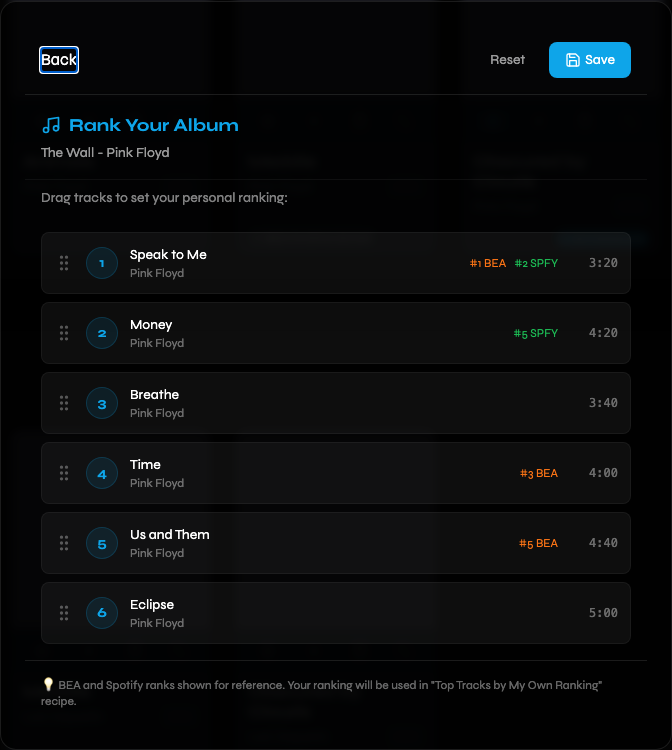 Back
Reset
Save
Rank Your Album
The Wall - Pink Floyd
Drag tracks to set your personal ranking:
1
Speak to Me
Pink Floyd
#1 BEA #2 SPFY 3:20
2
Money
Pink Floyd
#5 SPFY 4:20
3
Breathe
Pink Floyd
3:40
4
Time
Pink Floyd
#3 BEA 4:00
5
Us and Them
Pink Floyd
#5 BEA 4:40
6
Eclipse
Pink Floyd
5:00
💡 BEA and Spotify ranks shown for reference. Your ranking will be used in "Top Tracks by My Own Ranking"
recipe.